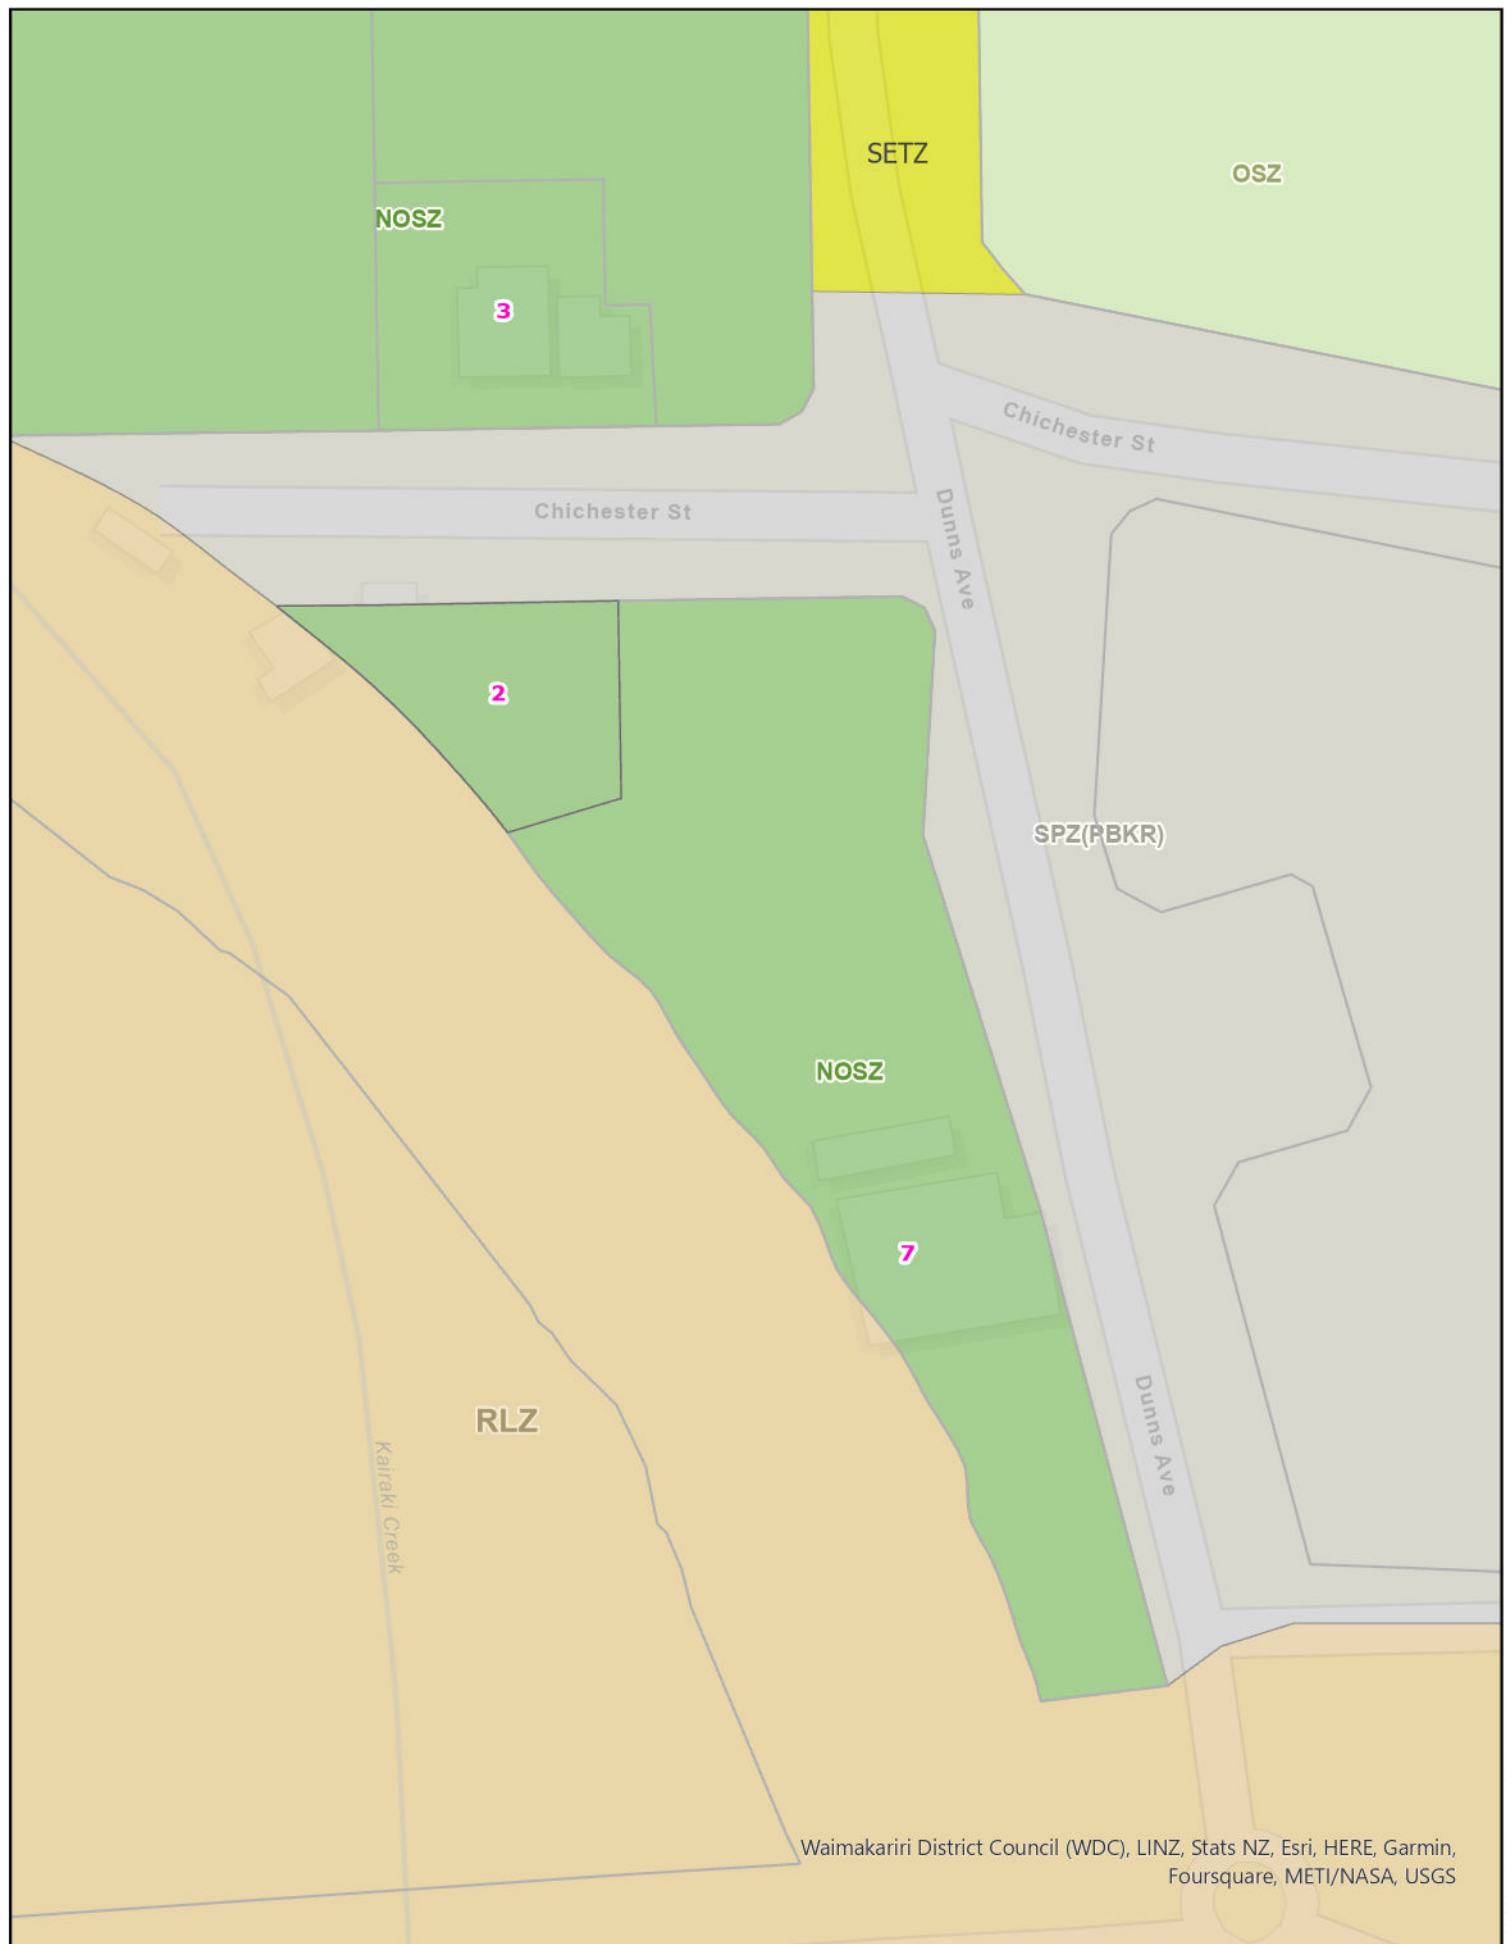 SETZ
OSZ
NOSZ
3
Chichester St
Chichester St
Dunns Ave
2
SPZ(PBKR)
NOSZ
7
Dunns Ave
RLZ
Kairaki Creek
Waimakariri District Council (WDC), LINZ, Stats NZ, Esri, HERE, Garmin,
Foursquare, METI/NASA, USGS